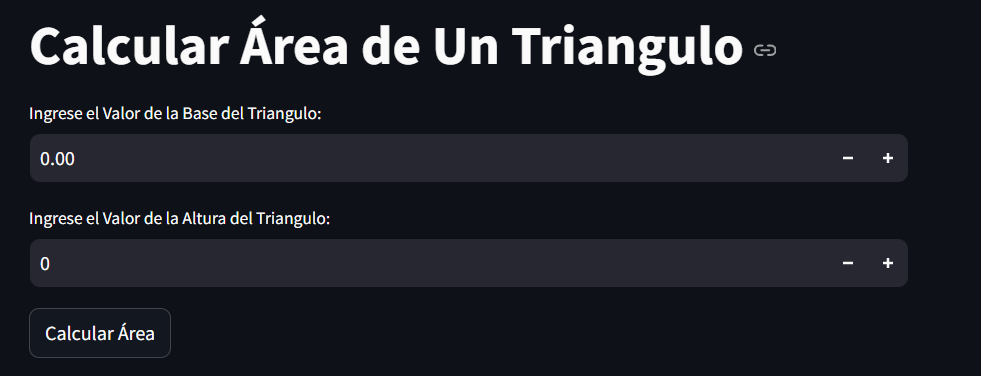 Calcular Área de Un Triangulo
Ingrese el Valor de la Base del Triangulo:
0.00
Ingrese el Valor de la Altura del Triangulo:
0
Calcular Área